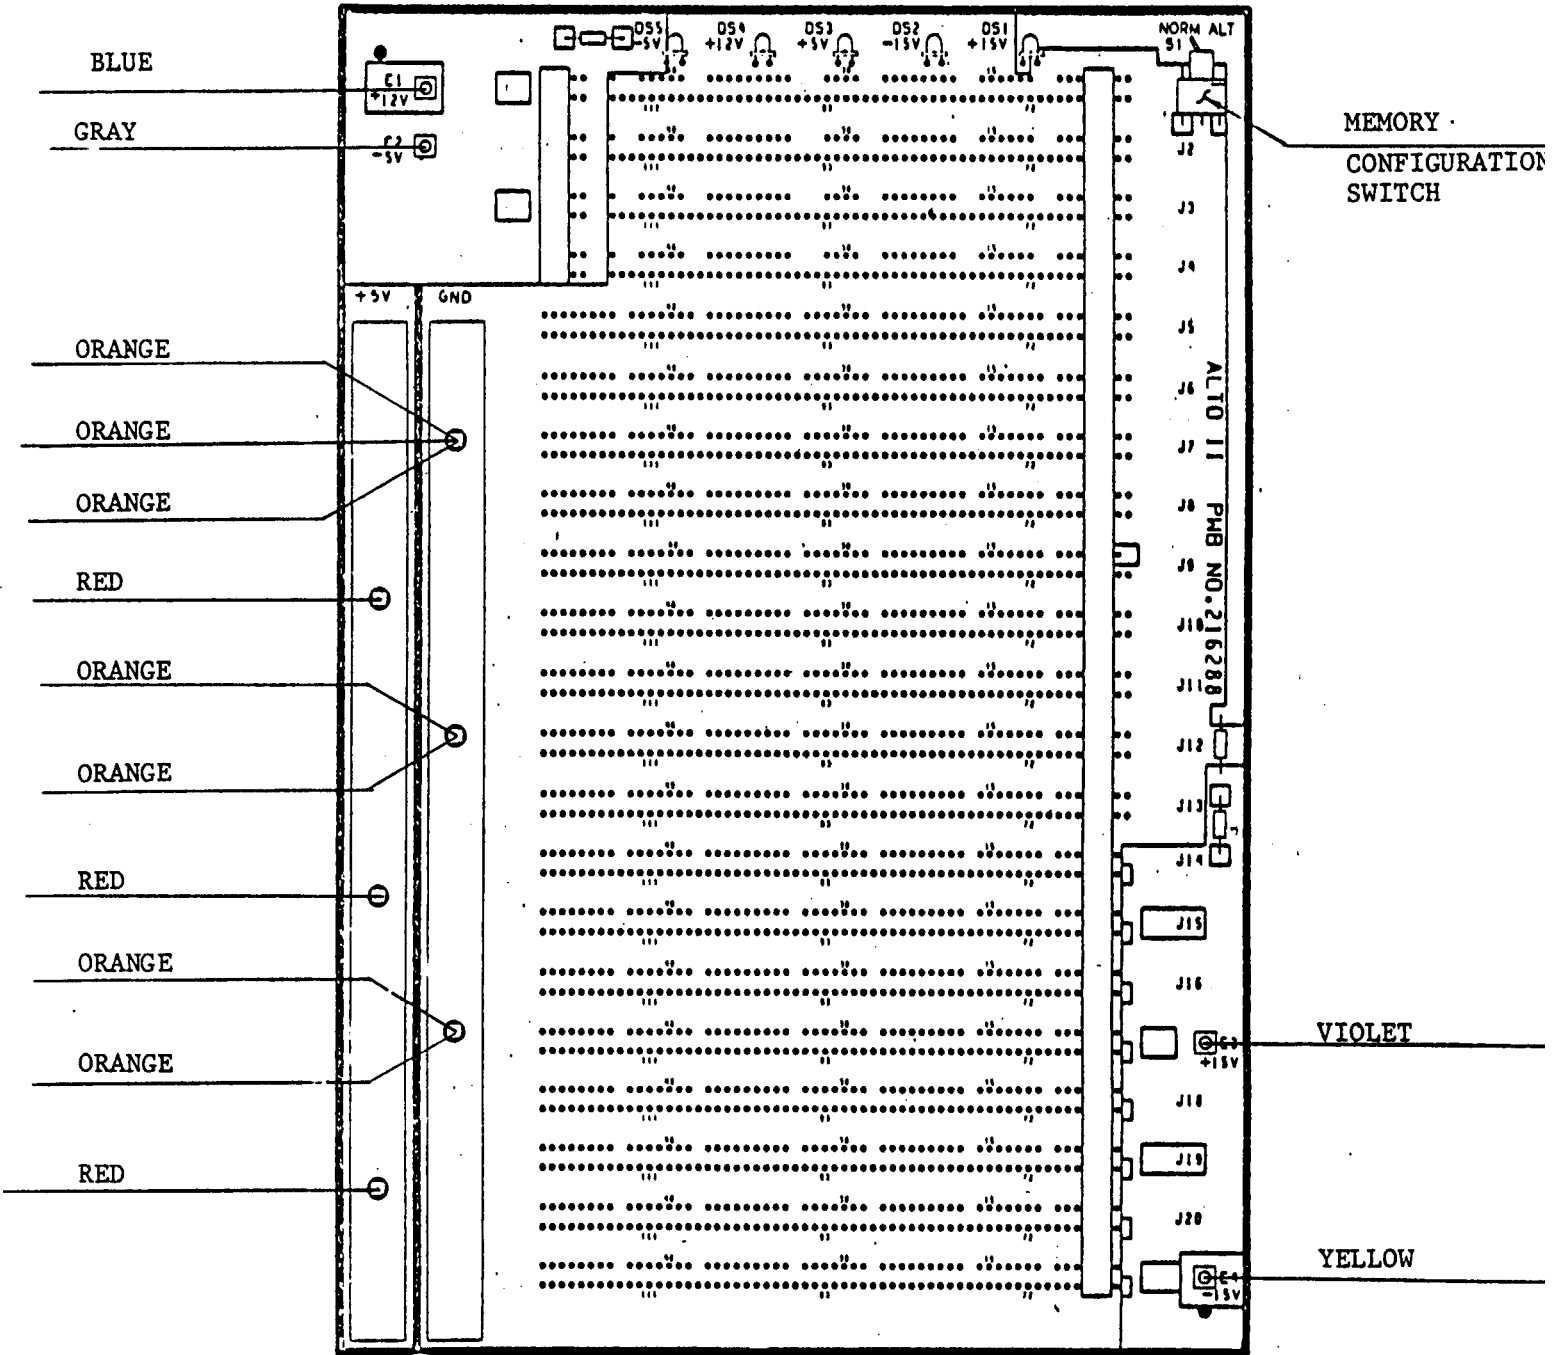 DS5 DS4 DS3 DS2 DS1
-5V +12V +5V -15V +15V
NORM ALT
S1
BLUE
E1
+12V
GRAY
E2
-5V
MEMORY
CONFIGURATION
SWITCH
J2
J3
J4
+5V GND
J5
ORANGE
J6
ORANGE
J7
ORANGE
J8
J9
RED
J10
ORANGE
J11
ALTO II PWB NO.216288
J12
ORANGE
J13
J14
RED
J15
ORANGE
J16
VIOLET
E3
+15V
ORANGE
J18
J19
RED
J20
YELLOW
E4
-15V